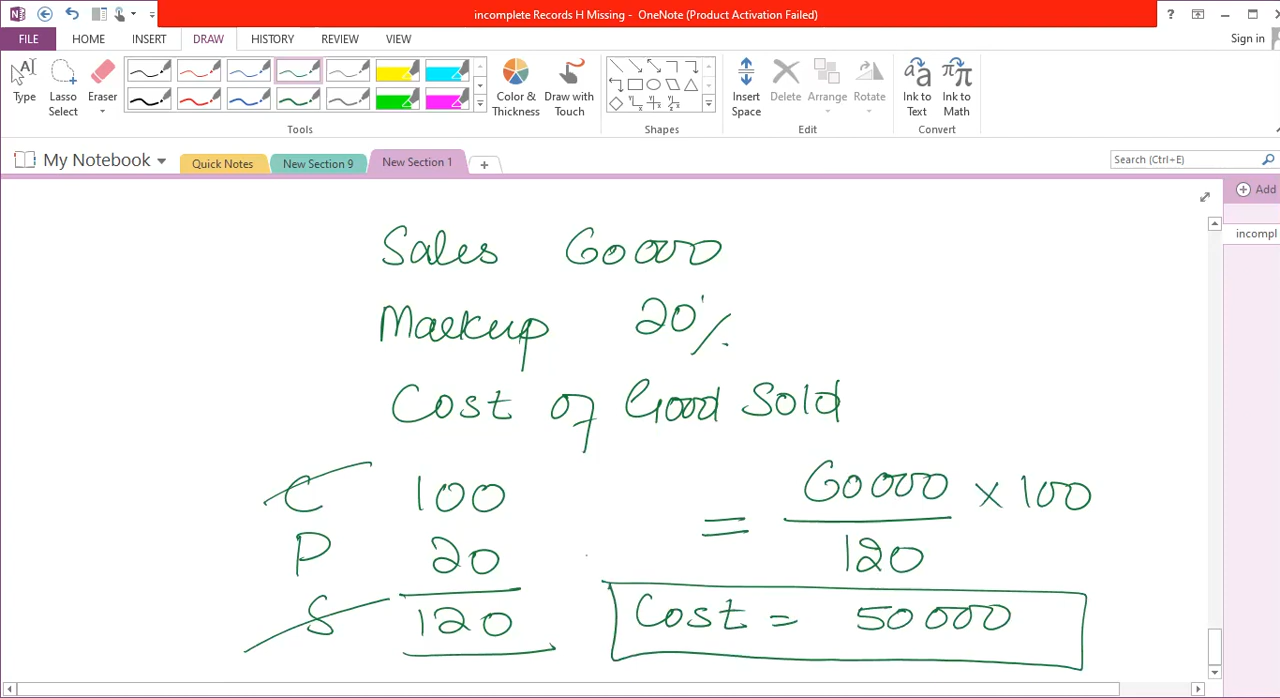 incomplete Records H Missing - OneNote (Product Activation Failed)
?
FILE HOME INSERT DRAW HISTORY REVIEW VIEW
Sign in
Type
Lasso Select
Eraser
Color & Thickness
Draw with Touch
Insert Space
Delete
Arrange
Rotate
Ink to Text
Ink to Math
Tools
Shapes
Edit
Convert
My Notebook
Quick Notes
New Section 9
New Section 1
Search (Ctrl+E)
Add
incompl
Sales 60000
Markup 20%
Cost of Good Sold
C 100
P 20
S 120
= 60000 × 100
120
Cost = 50000